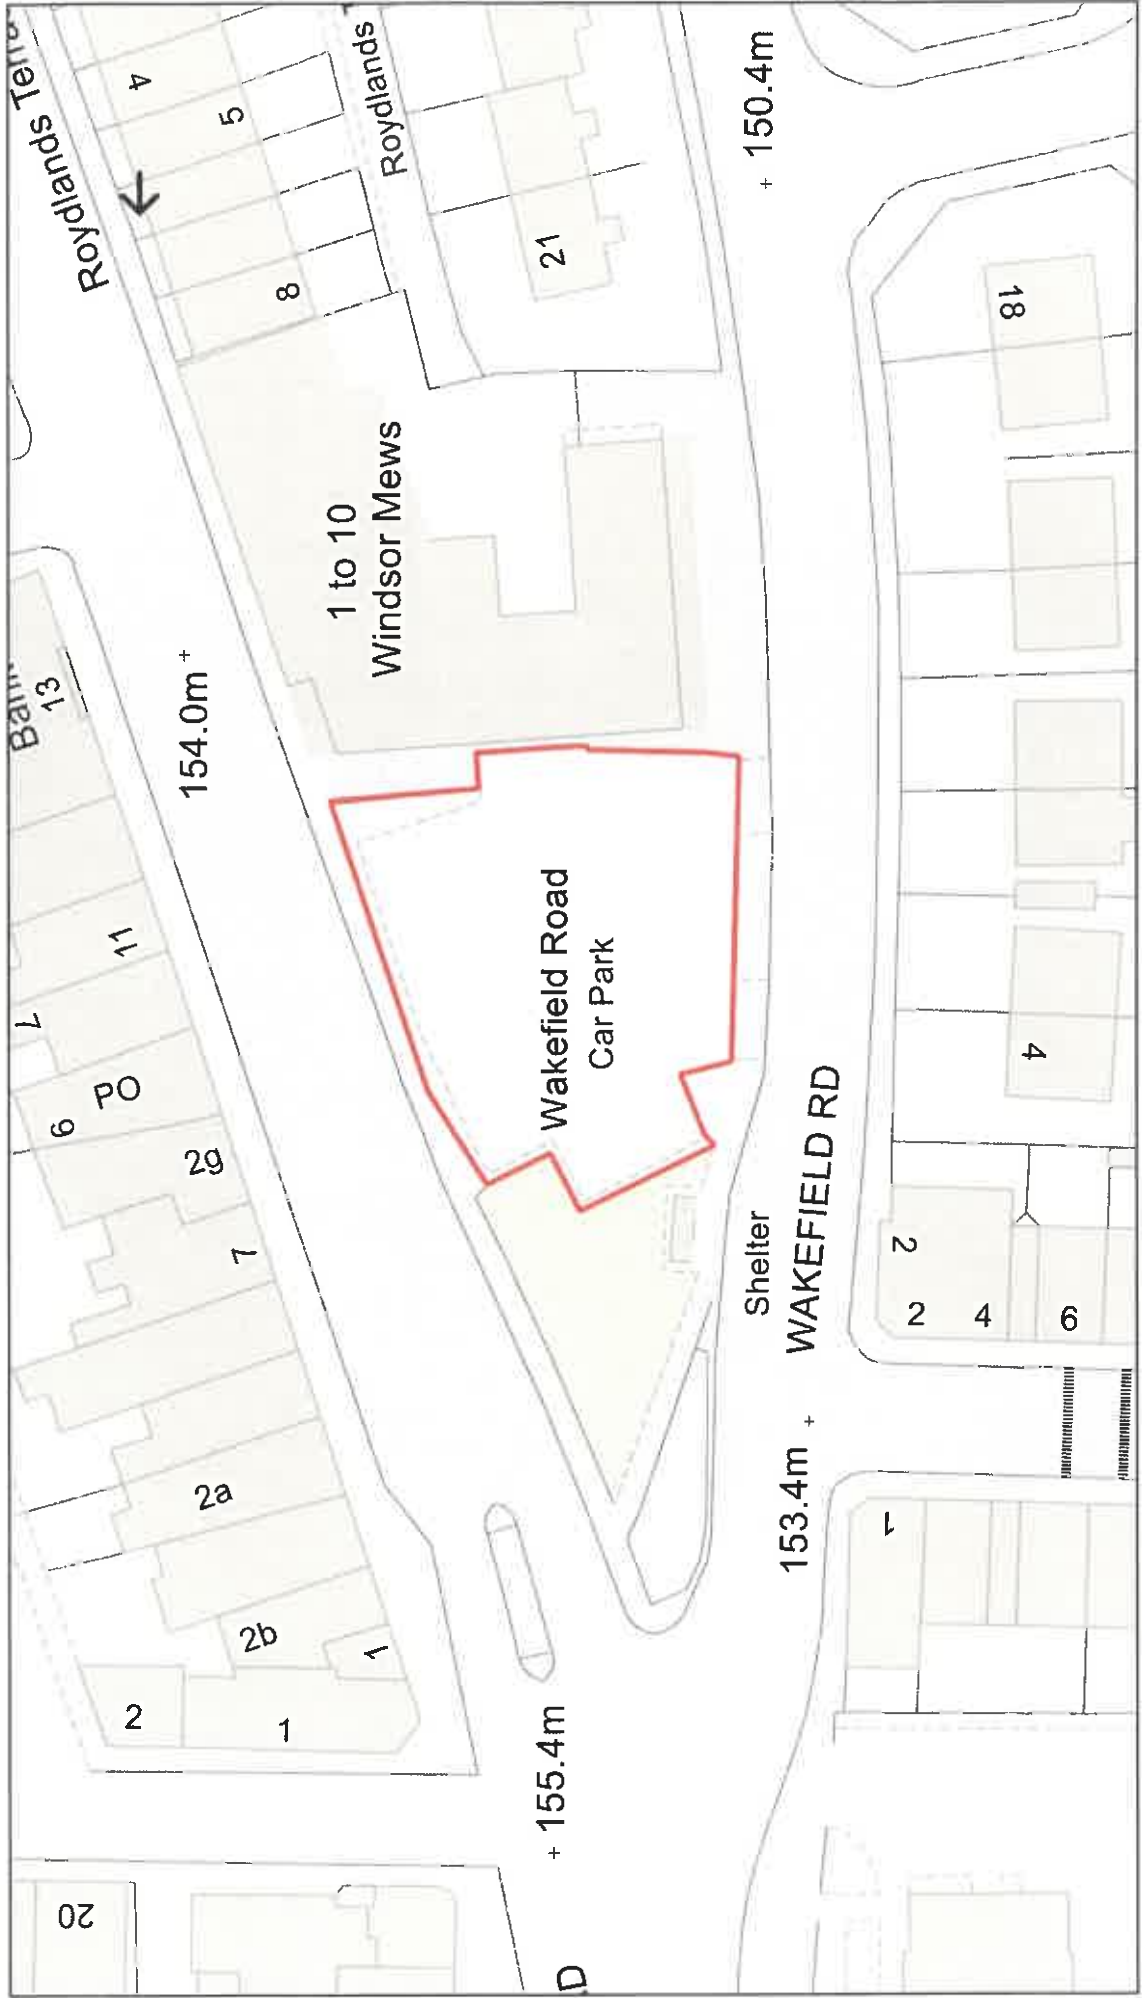 Roydlands
4
5
8
Roydlands
21
+ 150.4m
18
1 to 10
Windsor Mews
13
154.0m +
11
7
PO
9
2g
7
Wakefield Road
Car Park
4
Shelter
WAKEFIELD RD
2
2
4
6
153.4m +
2a
2b
1
2
1
1
+ 155.4m
20
D